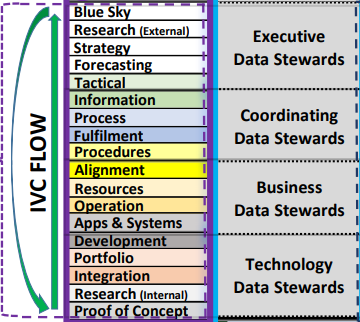 IVC FLOW
Blue Sky
Research (External)
Strategy
Forecasting
Tactical
Information
Process
Fulfilment
Procedures
Alignment
Resources
Operation
Apps & Systems
Development
Portfolio
Integration
Research (Internal)
Proof of Concept
Executive
Data Stewards
Coordinating
Data Stewards
Business
Data Stewards
Technology
Data Stewards